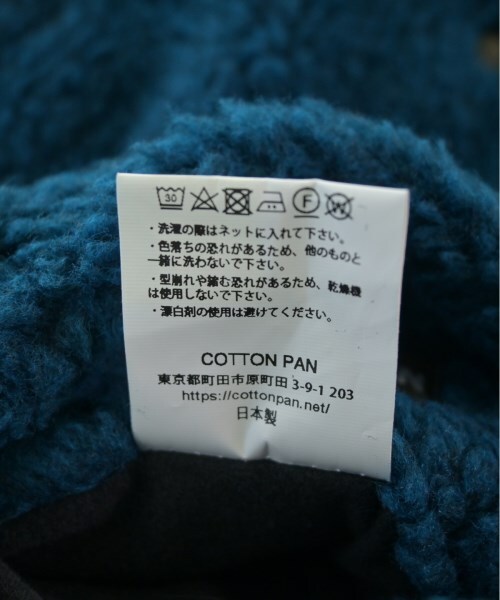 30 F W
・洗濯の際はネットに入れて下さい。
・色落ちの恐れがあるため、他のものと
一緒に洗わないで下さい。
・型崩れや縮む恐れがあるため、乾燥機
は使用しないで下さい。
・漂白剤の使用は避けてください。
COTTON PAN
東京都町田市原町田 3-9-1 203
https://cottonpan.net/
日本製